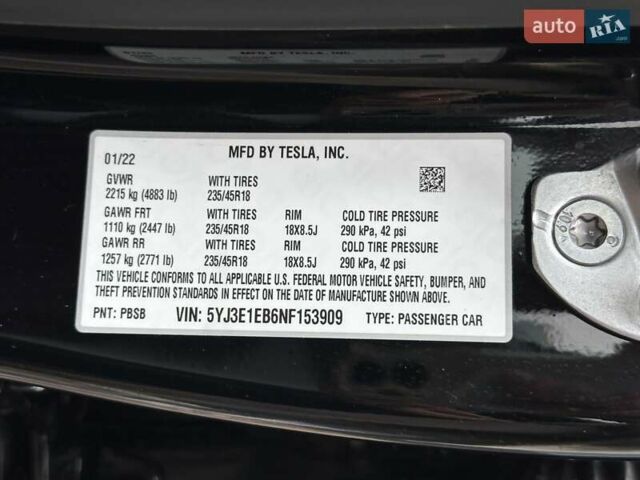 auto RIA.com
MFD BY TESLA, INC.
01/22
GVWR WITH TIRES
2215 kg (4883 lb) 235/45R18
GAWR FRT WITH TIRES RIM COLD TIRE PRESSURE
1110 kg (2447 lb) 235/45R18 18X8.5J 290 kPa, 42 psi
GAWR RR WITH TIRES RIM COLD TIRE PRESSURE
1257 kg (2771 lb) 235/45R18 18X8.5J 290 kPa, 42 psi
THIS VEHICLE CONFORMS TO ALL APPLICABLE U.S. FEDERAL MOTOR VEHICLE SAFETY, BUMPER, AND
THEFT PREVENTION STANDARDS IN EFFECT ON THE DATE OF MANUFACTURE SHOWN ABOVE.
PNT: PBSB VIN: 5YJ3E1EB6NF153909 TYPE: PASSENGER CAR
10.9